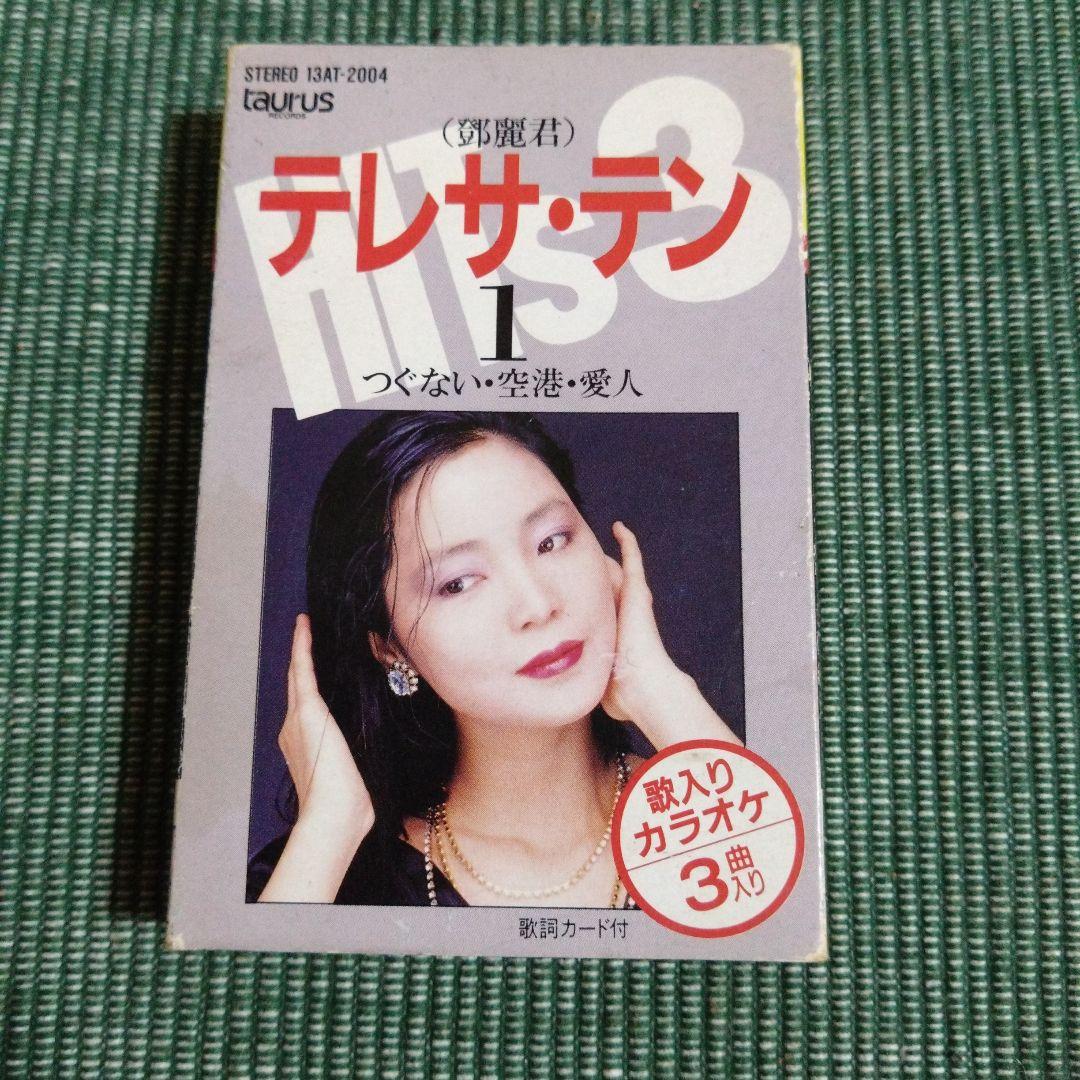 STEREO 13AT-2004
taurus
RECORDS
HITS 3
(鄧麗君)
テレサ・テン
1
つぐない・空港・愛人
歌入り
カラオケ
3曲入り
歌詞カード付